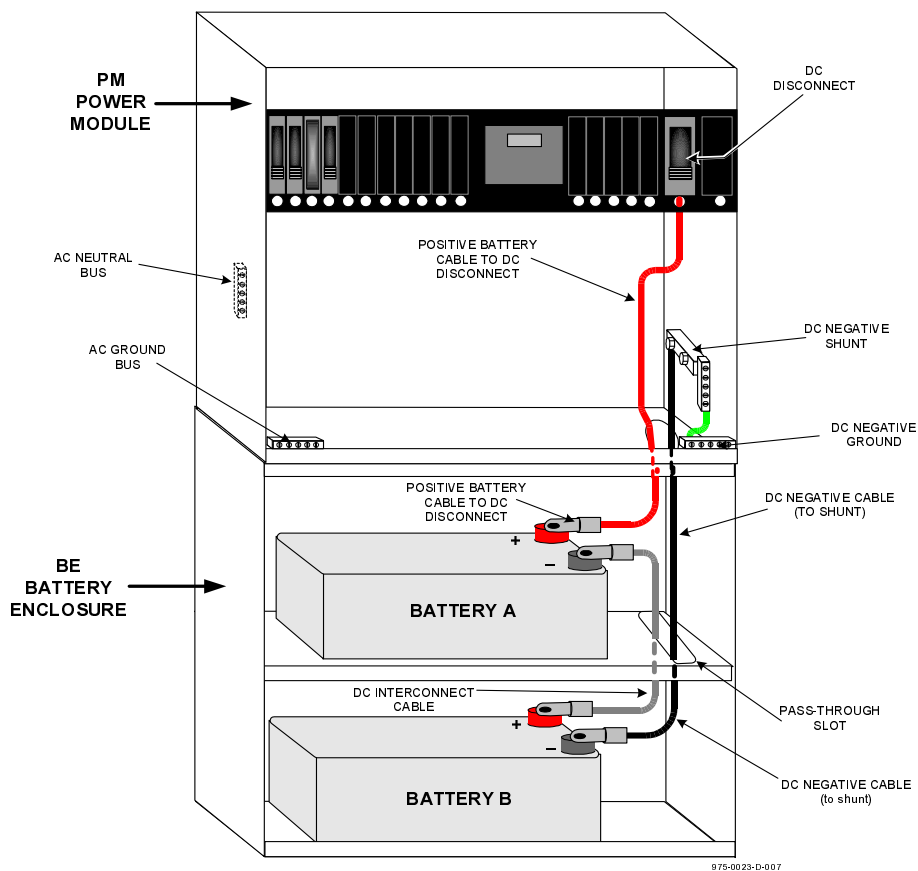 PM
POWER
MODULE
DC
DISCONNECT
POSITIVE BATTERY
CABLE TO DC
DISCONNECT
AC NEUTRAL
BUS
DC NEGATIVE
SHUNT
AC GROUND
BUS
DC NEGATIVE
GROUND
POSITIVE BATTERY
CABLE TO DC
DISCONNECT
DC NEGATIVE CABLE
(TO SHUNT)
+
−
BE
BATTERY
ENCLOSURE
BATTERY A
DC INTERCONNECT
CABLE
PASS-THROUGH
SLOT
+
−
DC NEGATIVE CABLE
(to shunt)
BATTERY B
975-0023-D-007